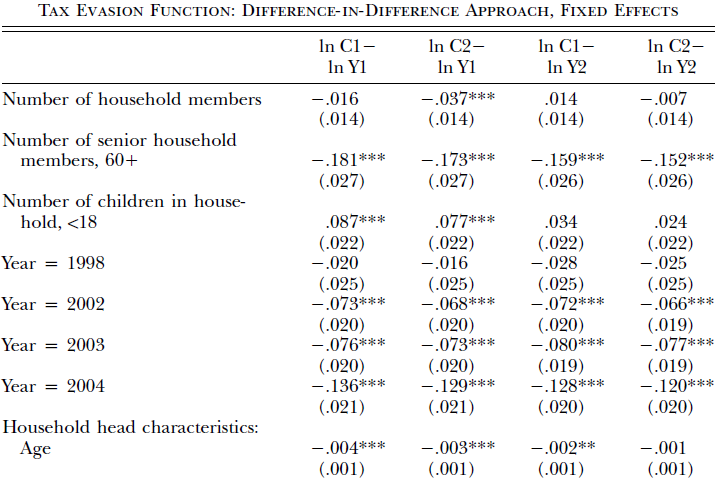 TAX EVASION FUNCTION: DIFFERENCE-IN-DIFFERENCE APPROACH, FIXED EFFECTS
ln C1− ln C2− ln C1− ln C2−
ln Y1 ln Y1 ln Y2 ln Y2
Number of household members −.016 −.037*** .014 −.007
(.014) (.014) (.014) (.014)
Number of senior household
members, 60+ −.181*** −.173*** −.159*** −.152***
(.027) (.027) (.026) (.026)
Number of children in house-
hold, <18 .087*** .077*** .034 .024
(.022) (.022) (.022) (.022)
Year = 1998 −.020 −.016 −.028 −.025
(.025) (.025) (.025) (.025)
Year = 2002 −.073*** −.068*** −.072*** −.066***
(.020) (.020) (.020) (.019)
Year = 2003 −.076*** −.073*** −.080*** −.077***
(.020) (.020) (.019) (.019)
Year = 2004 −.136*** −.129*** −.128*** −.120***
(.021) (.021) (.020) (.020)
Household head characteristics:
Age −.004*** −.003*** −.002** −.001
(.001) (.001) (.001) (.001)